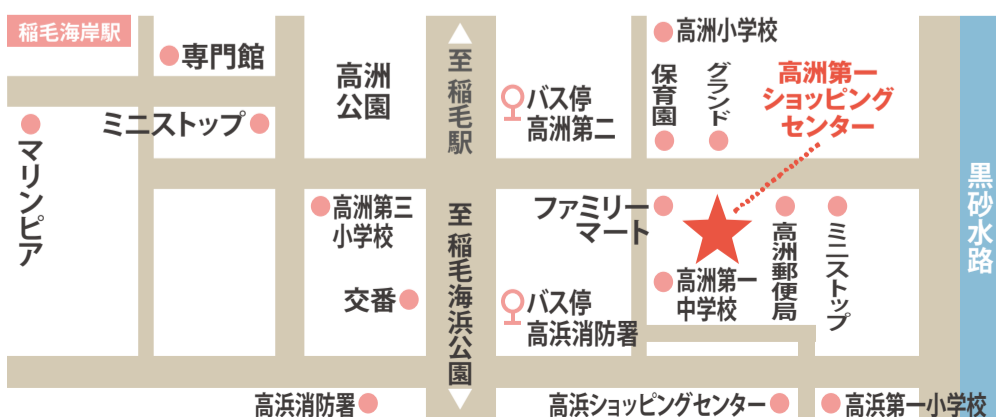 稲毛海岸駅
専門館
ミニストップ
マリンピア
高洲
公園
至 稲毛駅
バス停
高洲第二
高洲小学校
保育園
グランド
高洲第一
ショッピング
センター
黒砂水路
高洲第三
小学校
交番
至 稲毛海浜公園
ファミリー
マート
高洲第一
中学校
高洲郵便局
ミニストップ
バス停
高浜消防署
高浜消防署
高浜ショッピングセンター
高浜第一小学校